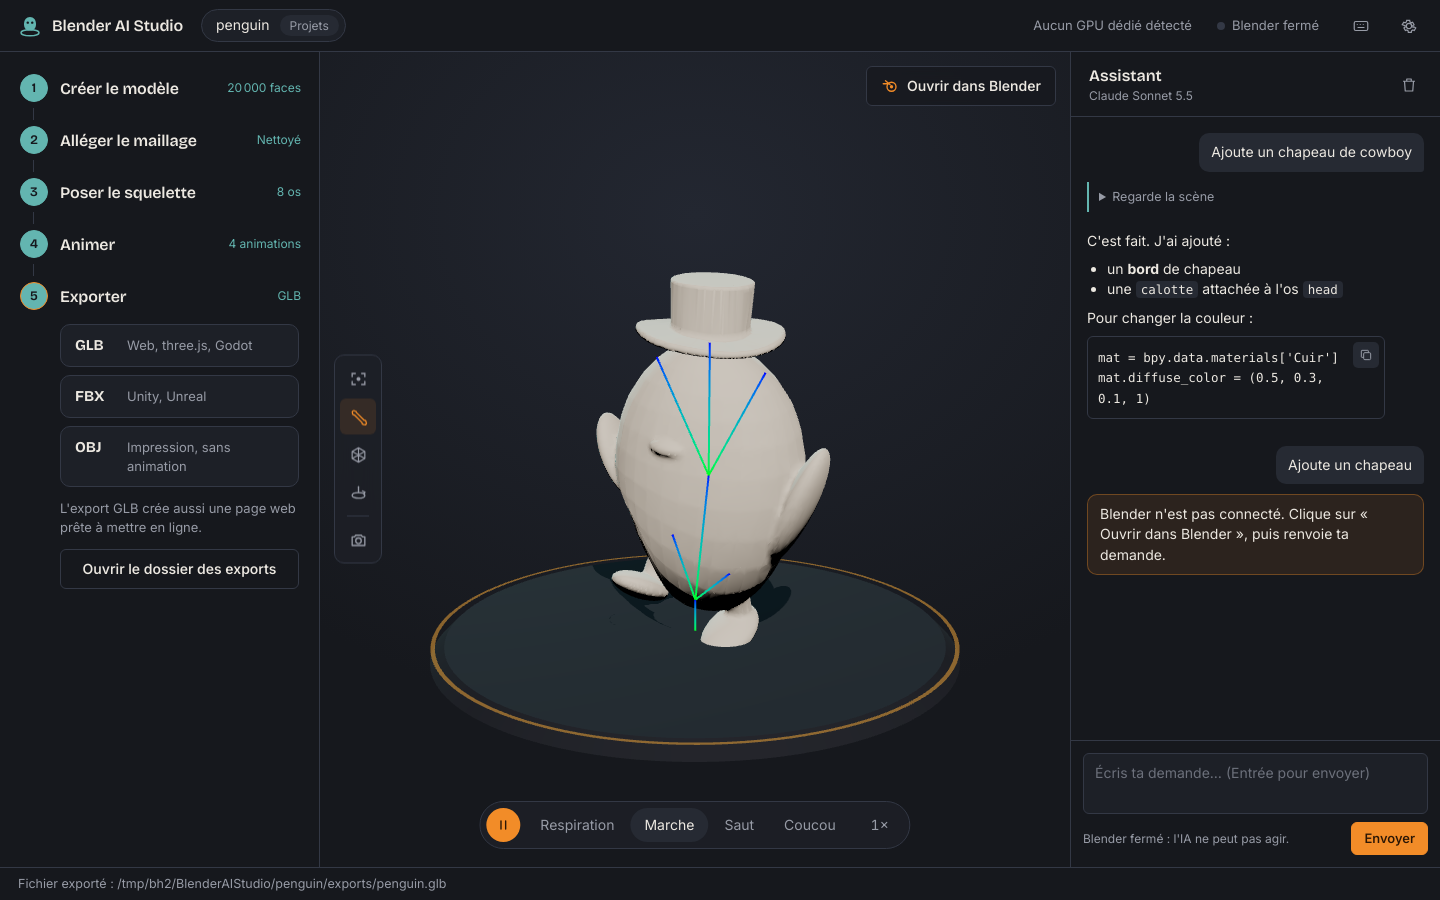 Blender AI Studio
penguin
Projets
Aucun GPU dédié détecté
Blender fermé
1
Créer le modèle
20 000 faces
2
Alléger le maillage
Nettoyé
3
Poser le squelette
8 os
4
Animer
4 animations
5
Exporter
GLB
GLB
Web, three.js, Godot
FBX
Unity, Unreal
OBJ
Impression, sans
animation
L'export GLB crée aussi une page web
prête à mettre en ligne.
Ouvrir le dossier des exports
Ouvrir dans Blender
Respiration
Marche
Saut
Coucou
1×
Assistant
Claude Sonnet 5.5
Ajoute un chapeau de cowboy
Regarde la scène
C'est fait. J'ai ajouté :
un bord de chapeau
une calotte attachée à l'os head
Pour changer la couleur :
mat = bpy.data.materials['Cuir']
mat.diffuse_color = (0.5, 0.3,
0.1, 1)
Ajoute un chapeau
Blender n'est pas connecté. Clique sur «
Ouvrir dans Blender », puis renvoie ta
demande.
Écris ta demande... (Entrée pour envoyer)
Blender fermé : l'IA ne peut pas agir.
Envoyer
Fichier exporté : /tmp/bh2/BlenderAIStudio/penguin/exports/penguin.glb